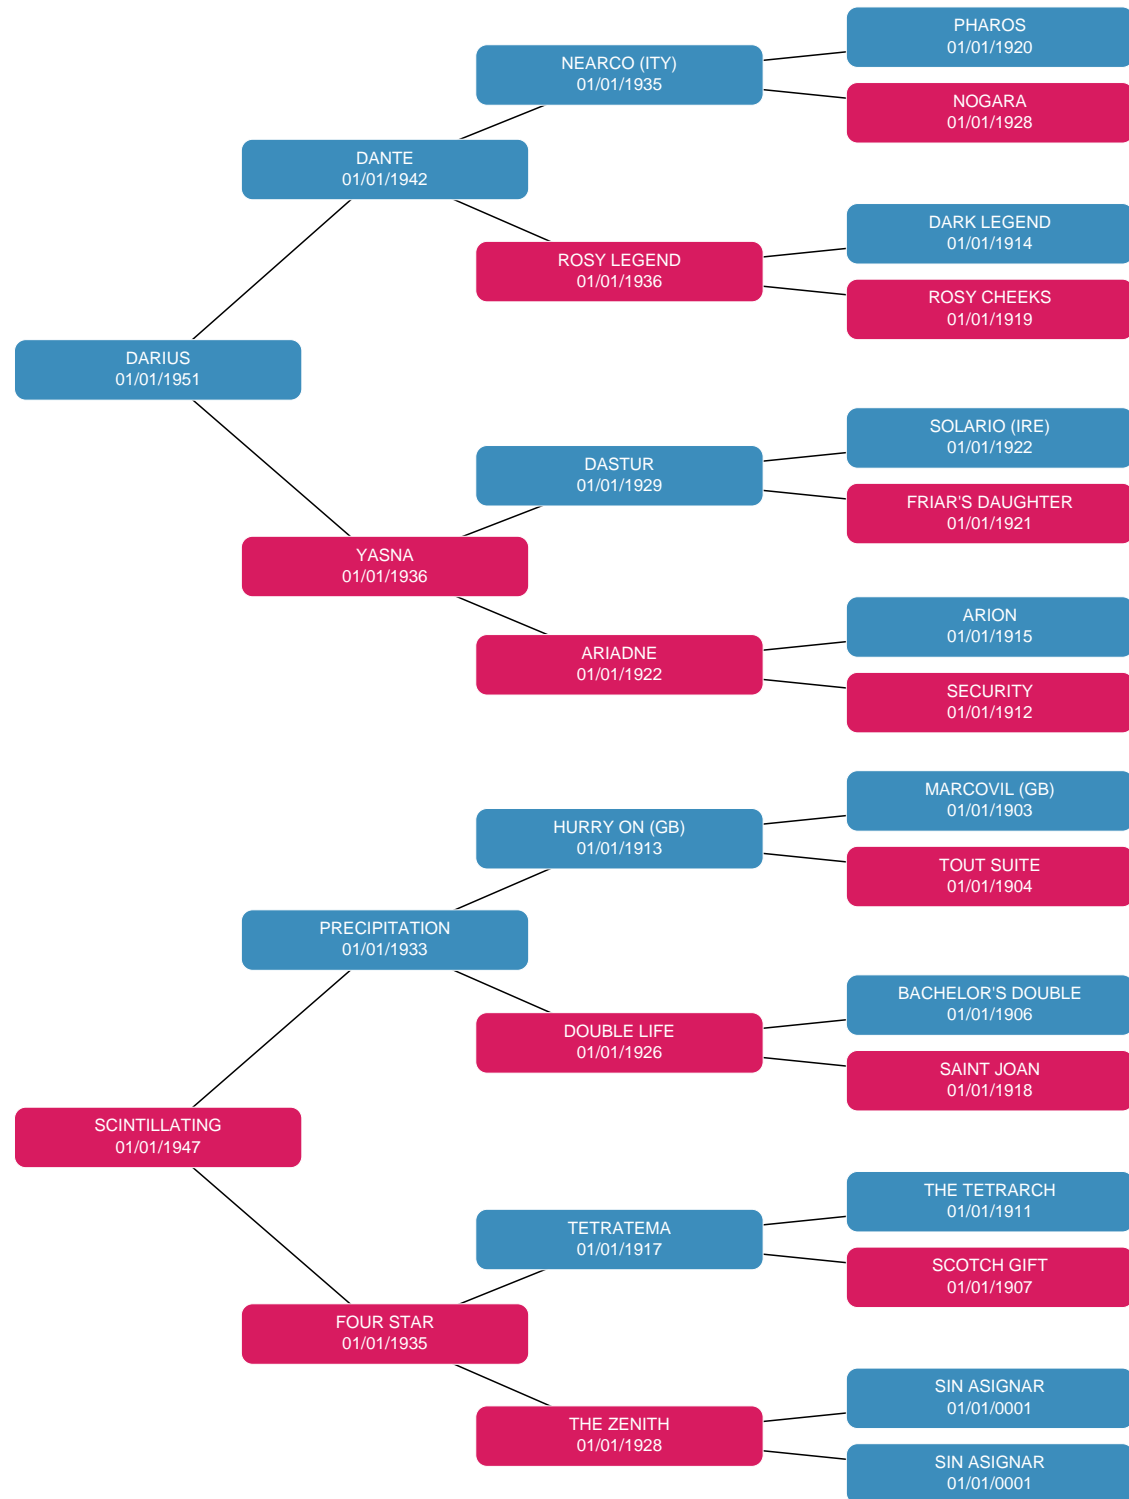 PHAROS
01/01/1920
NEARCO (ITY)
01/01/1935
NOGARA
01/01/1928
DANTE
01/01/1942
DARK LEGEND
01/01/1914
ROSY LEGEND
01/01/1936
ROSY CHEEKS
01/01/1919
DARIUS
01/01/1951
SOLARIO (IRE)
01/01/1922
DASTUR
01/01/1929
FRIAR'S DAUGHTER
01/01/1921
YASNA
01/01/1936
ARION
01/01/1915
ARIADNE
01/01/1922
SECURITY
01/01/1912
MARCOVIL (GB)
01/01/1903
HURRY ON (GB)
01/01/1913
TOUT SUITE
01/01/1904
PRECIPITATION
01/01/1933
BACHELOR'S DOUBLE
01/01/1906
DOUBLE LIFE
01/01/1926
SAINT JOAN
01/01/1918
SCINTILLATING
01/01/1947
THE TETRARCH
01/01/1911
TETRATEMA
01/01/1917
SCOTCH GIFT
01/01/1907
FOUR STAR
01/01/1935
SIN ASIGNAR
01/01/0001
THE ZENITH
01/01/1928
SIN ASIGNAR
01/01/0001